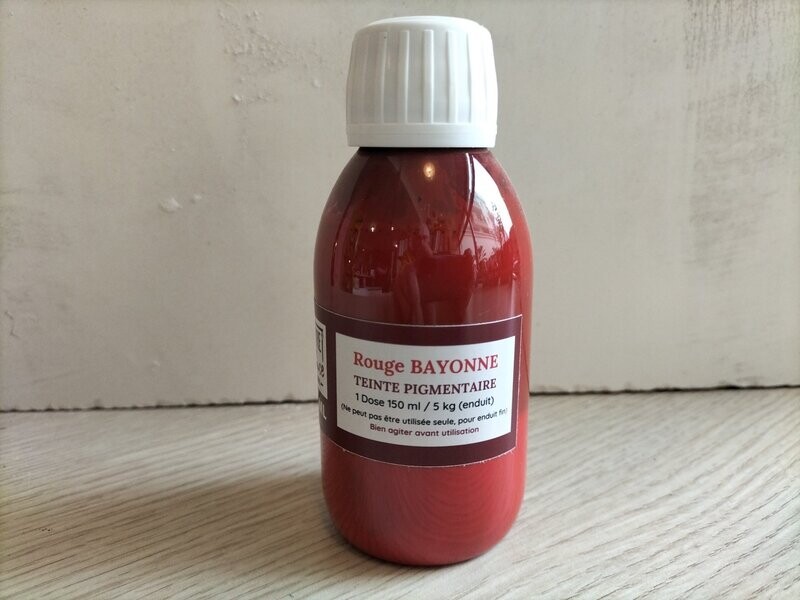 Rouge BAYONNE
TEINTE PIGMENTAIRE
1 Dose 150 ml / 5 kg (enduit)
(Ne peut pas être utilisée seule, pour enduit fin)
Bien agiter avant utilisation